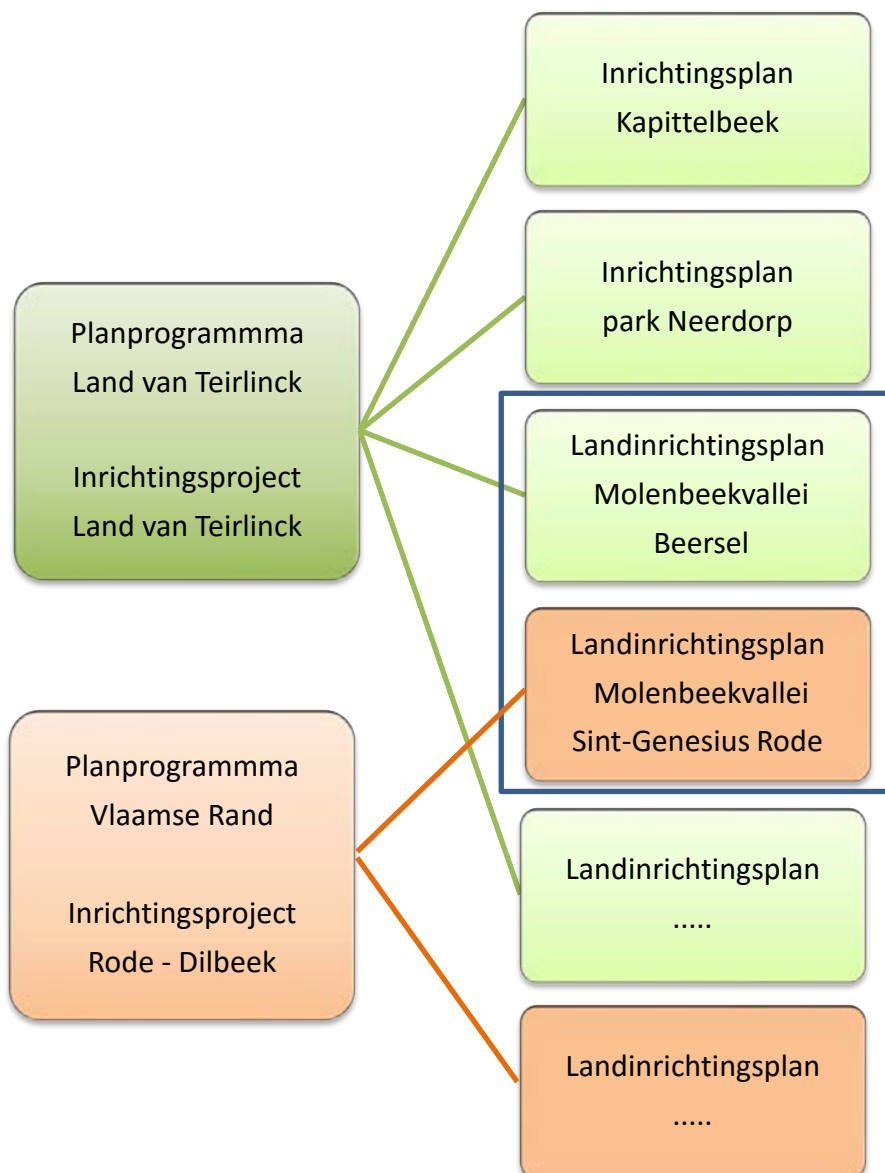 Planprogrammma
Land van Teirlinck
Inrichtingsproject
Land van Teirlinck
Planprogrammma
Vlaamse Rand
Inrichtingsproject
Rode - Dilbeek
Inrichtingsplan
Kapittelbeek
Inrichtingsplan
park Neerdorp
Landinrichtingsplan
Molenbeekvallei
Beersel
Landinrichtingsplan
Molenbeekvallei
Sint-Genesius Rode
Landinrichtingsplan
.....
Landinrichtingsplan
.....